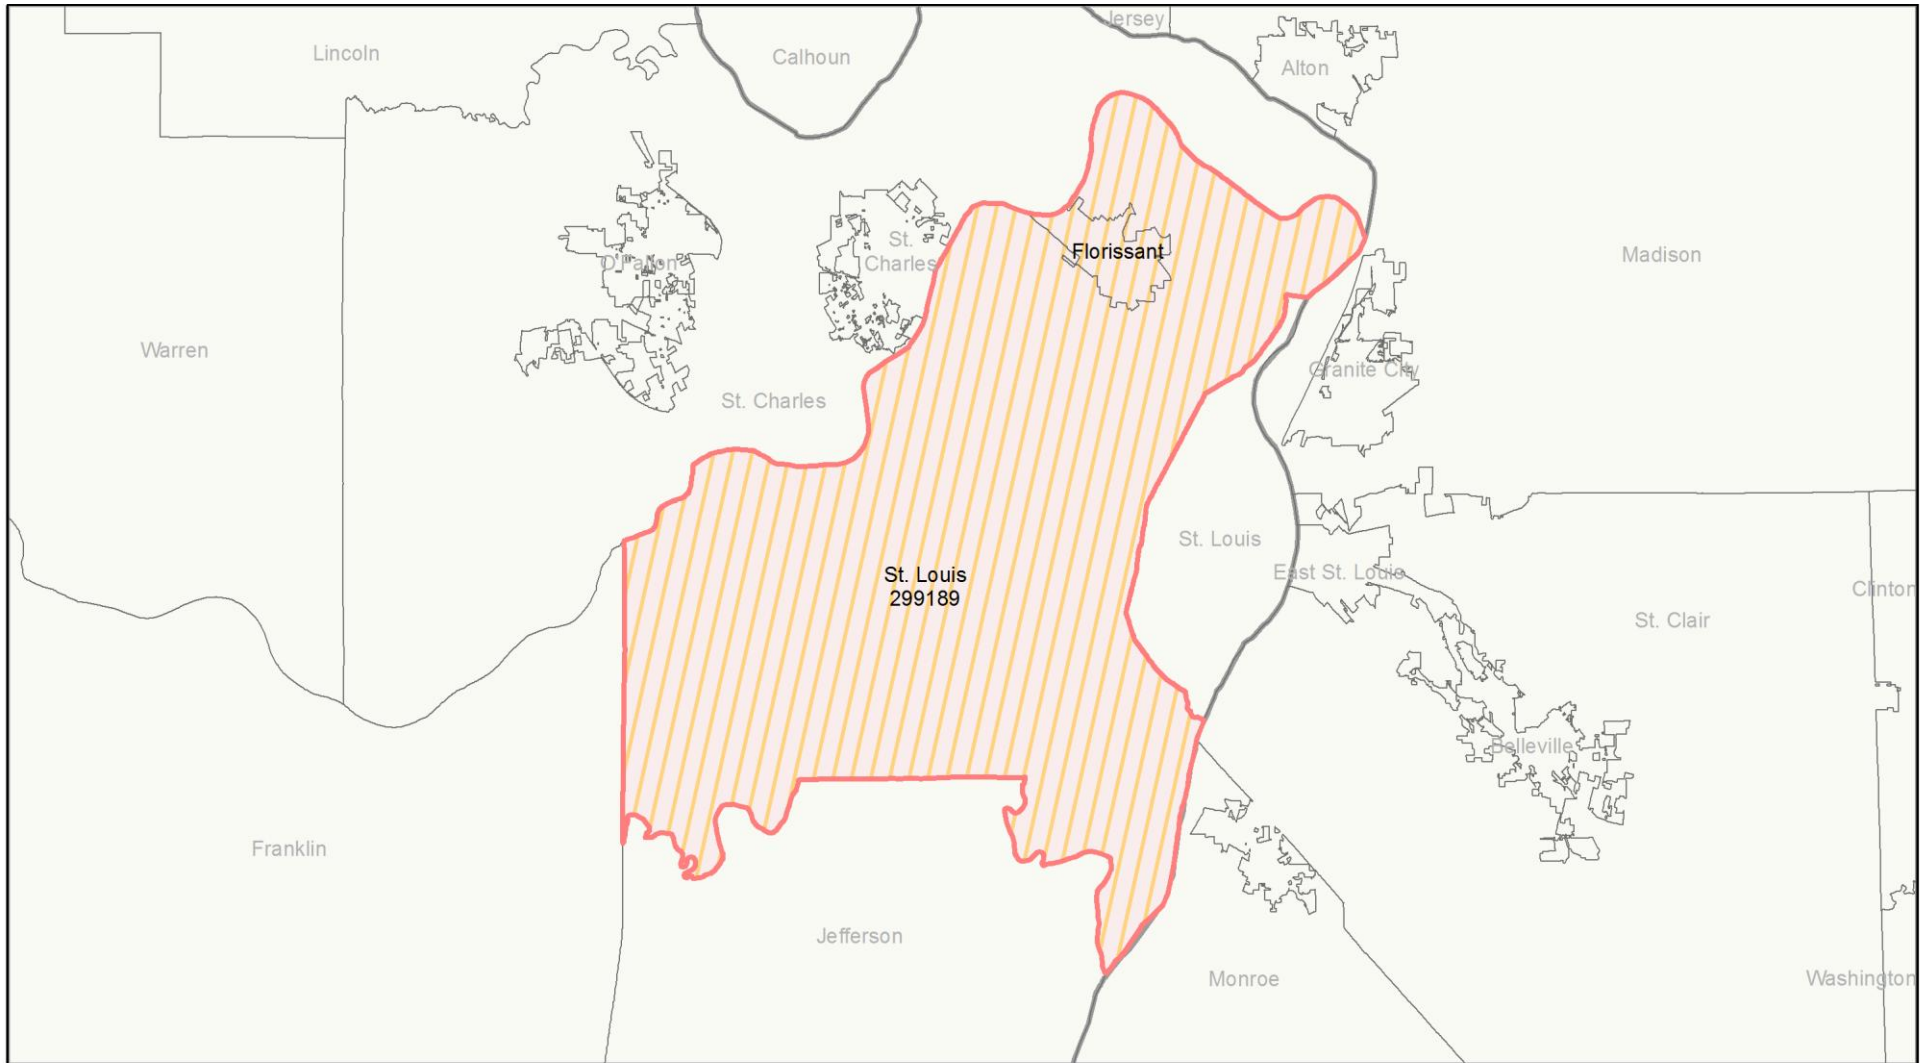 Jersey
Lincoln
Calhoun
Alton
St.
Charles
Florissant
O'Fallon
Madison
Warren
Granite City
St. Charles
St. Louis
St. Louis
299189
East St. Louis
Clinton
St. Clair
Belleville
Franklin
Jefferson
Monroe
Washington